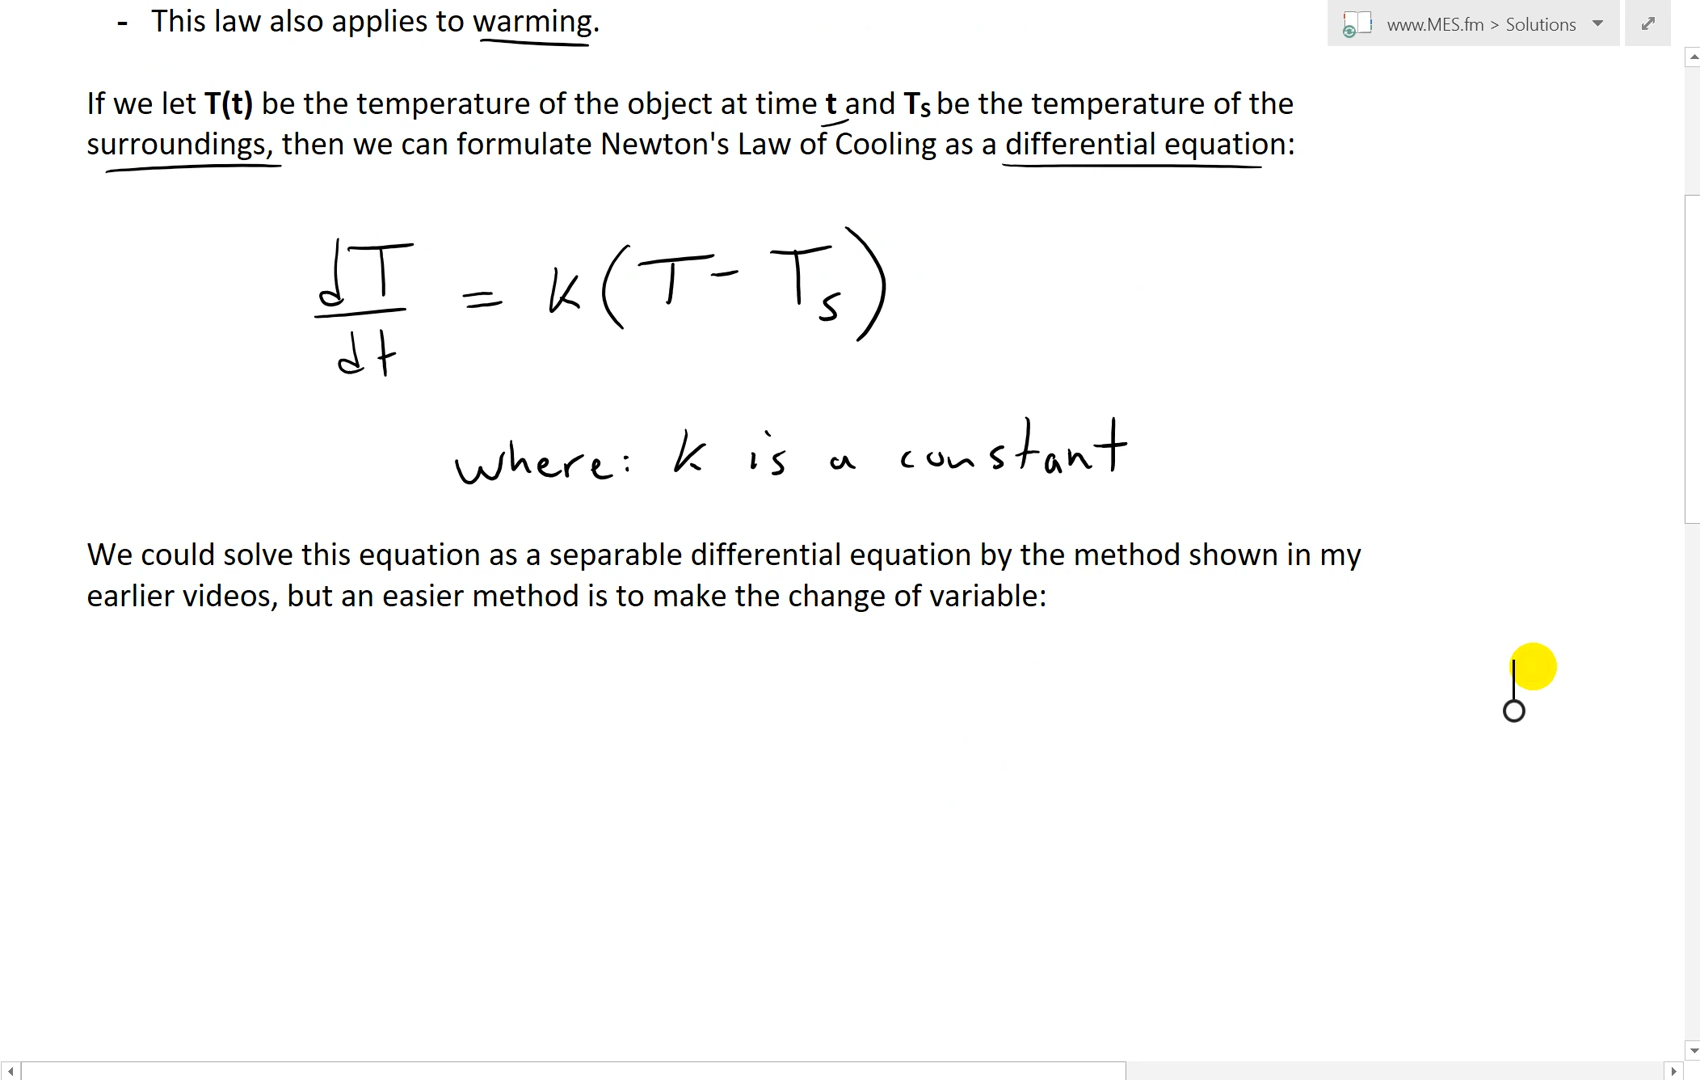 - This law also applies to warming.
www.MES.fm > Solutions
If we let T(t) be the temperature of the object at time t and Ts be the temperature of the
surroundings, then we can formulate Newton's Law of Cooling as a differential equation:
dT/dt = k(T - Ts)
where: k is a constant
We could solve this equation as a separable differential equation by the method shown in my
earlier videos, but an easier method is to make the change of variable: